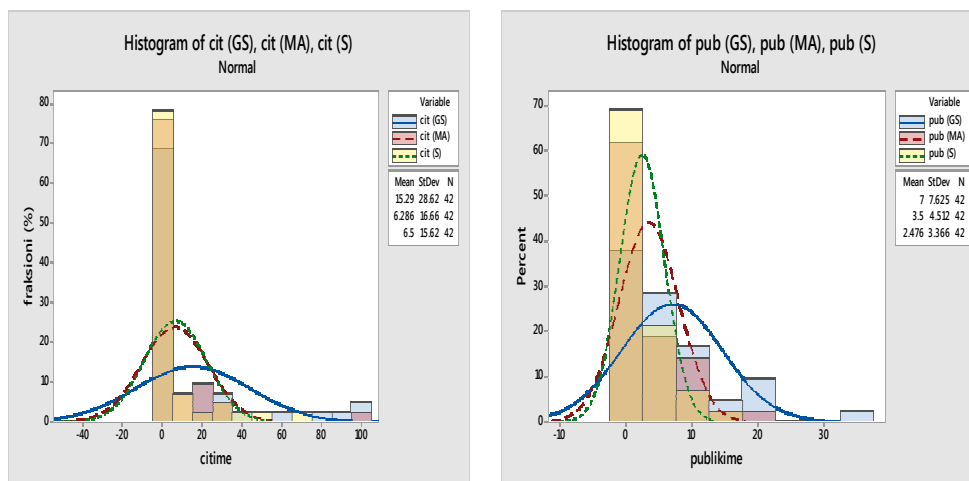 Histogram of cit (GS), cit (MA), cit (S)
Normal
80
70
60
50
40
30
20
10
0
fraksioni (%)
-40 -20 0 20 40 60 80 100
citime
Variable
cit (GS)
cit (MA)
cit (S)
Mean StDev N
15.29 28.62 42
6.286 16.66 42
6.5 15.62 42
Histogram of pub (GS), pub (MA), pub (S)
Normal
70
60
50
40
30
20
10
0
Percent
-10 0 10 20 30
publikime
Variable
pub (GS)
pub (MA)
pub (S)
Mean StDev N
7 7.625 42
3.5 4.512 42
2.476 3.366 42